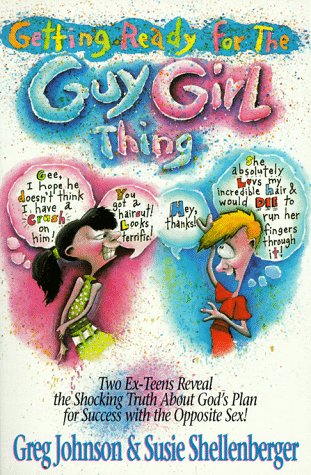 Getting Ready for The
Guy Girl
Thing
Gee,
I hope he
doesn't think
I have a
Crush
on
him!
You
got a
haircut!
Looks
terrific!
Hey,
thanks!
She
absolutely
Lovs my
incredible hair &
would DIE to
run her
fingers
through
it!
Two Ex-Teens Reveal
the Shocking Truth About God's Plan
for Success with the Opposite Sex!
Greg Johnson & Susie Shellenberger